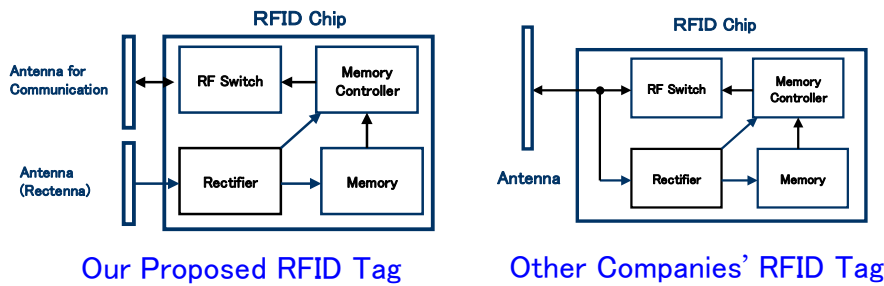 RFID Chip
Antenna for
Communication
RF Switch
Memory
Controller
Antenna
(Rectenna)
Rectifier
Memory
Our Proposed RFID Tag
RFID Chip
RF Switch
Memory
Controller
Antenna
Rectifier
Memory
Other Companies' RFID Tag